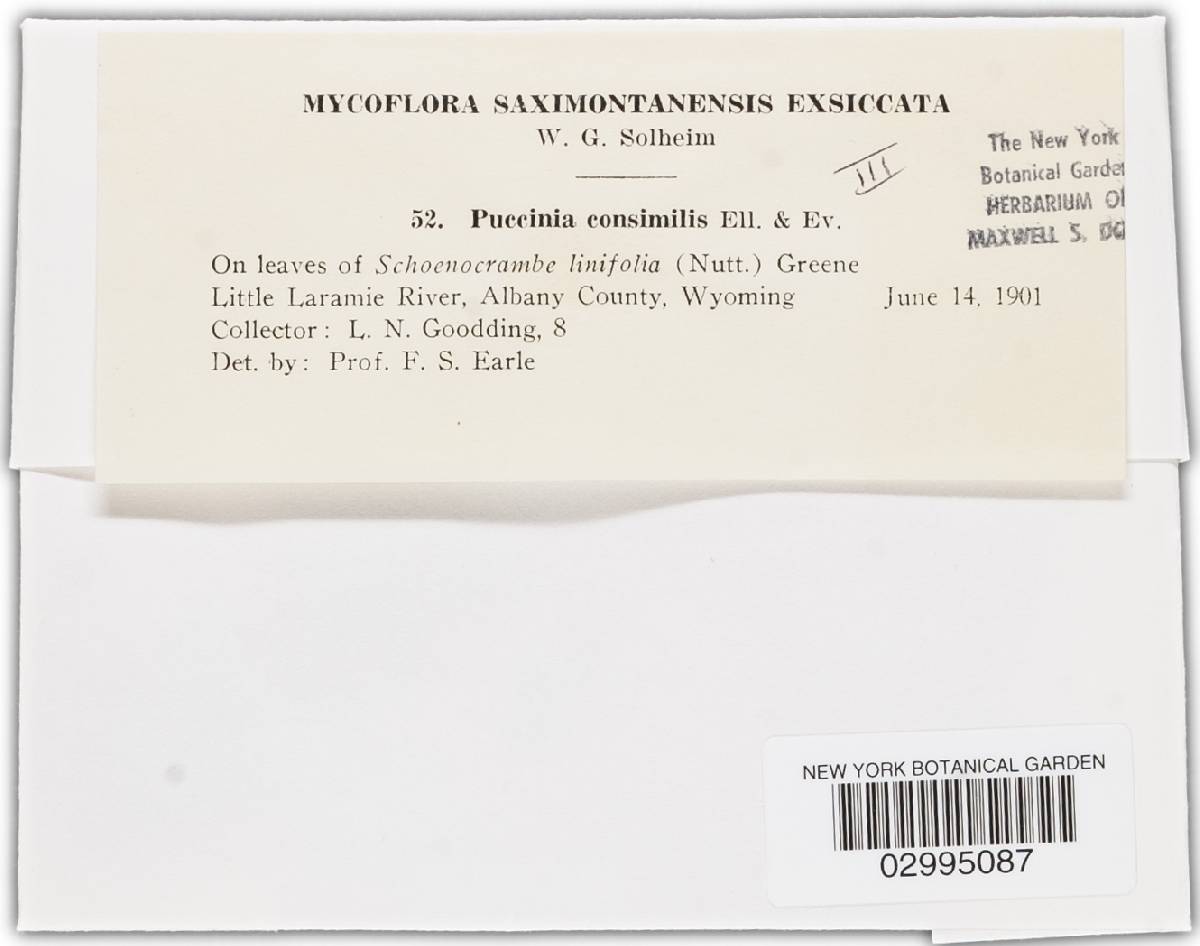 MYCOFLORA SAXIMONTANENSIS EXSICCATA
W. G. Solheim
III
The New York
Botanical Garde
HERBARIUM O
MAXWELL S. DO
52. Puccinia consimilis Ell. & Ev.
On leaves of Schoenocrambe linifolia (Nutt.) Greene
Little Laramie River, Albany County, Wyoming June 14, 1901
Collector: L. N. Goodding, 8
Det. by: Prof. F. S. Earle
NEW YORK BOTANICAL GARDEN
02995087